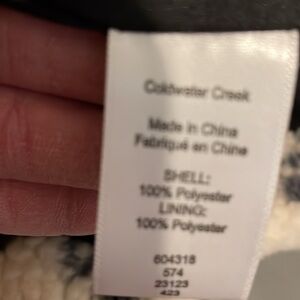 Coldwater Creek
Made in China
Fabriqué en Chine
SHELL:
100% Polyester
LINING:
100% Polyester
604318
574
23123
423